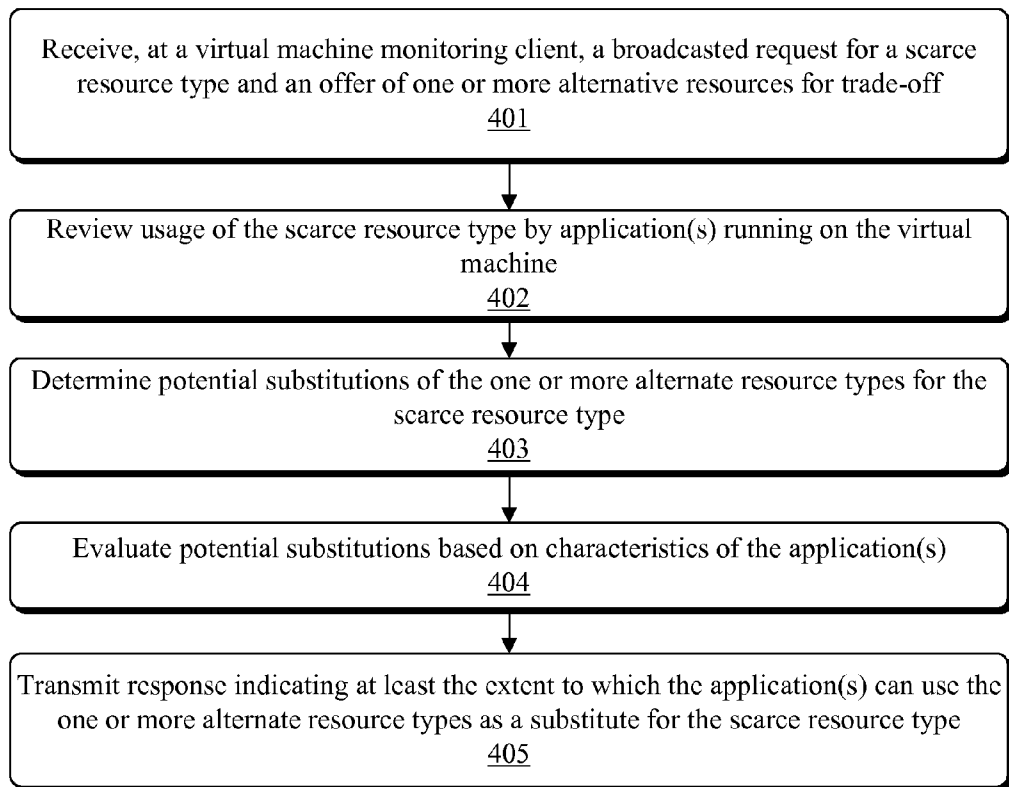 Receive, at a virtual machine monitoring client, a broadcasted request for a scarce
resource type and an offer of one or more alternative resources for trade-off
401
Review usage of the scarce resource type by application(s) running on the virtual
machine
402
Determine potential substitutions of the one or more alternate resource types for the
scarce resource type
403
Evaluate potential substitutions based on characteristics of the application(s)
404
Transmit response indicating at least the extent to which the application(s) can use the
one or more alternate resource types as a substitute for the scarce resource type
405